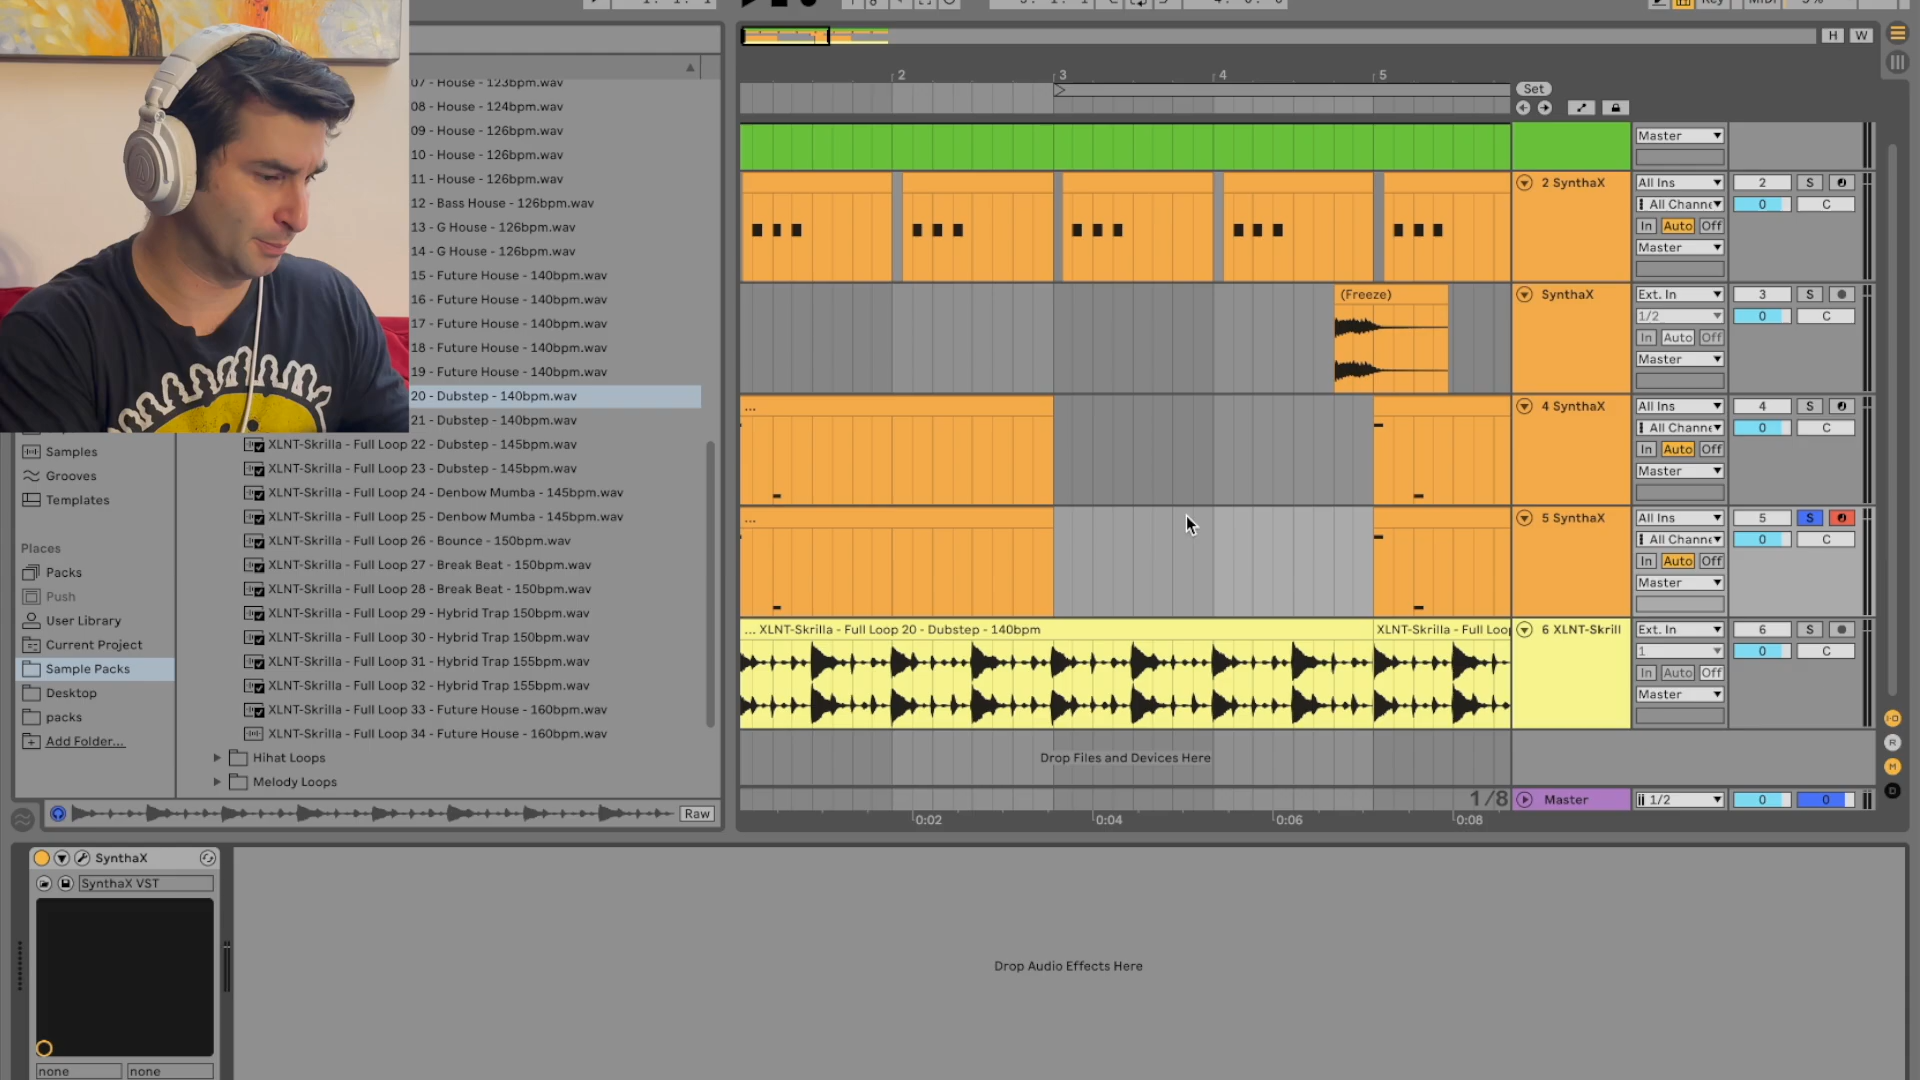 07 - House - 123bpm.wav
08 - House - 124bpm.wav
09 - House - 126bpm.wav
10 - House - 126bpm.wav
11 - House - 126bpm.wav
12 - Bass House - 126bpm.wav
13 - G House - 126bpm.wav
14 - G House - 126bpm.wav
15 - Future House - 140bpm.wav
16 - Future House - 140bpm.wav
17 - Future House - 140bpm.wav
18 - Future House - 140bpm.wav
19 - Future House - 140bpm.wav
20 - Dubstep - 140bpm.wav
21 - Dubstep - 140bpm.wav
XLNT-Skrilla - Full Loop 22 - Dubstep - 145bpm.wav
XLNT-Skrilla - Full Loop 23 - Dubstep - 145bpm.wav
XLNT-Skrilla - Full Loop 24 - Denbow Mumba - 145bpm.wav
XLNT-Skrilla - Full Loop 25 - Denbow Mumba - 145bpm.wav
XLNT-Skrilla - Full Loop 26 - Bounce - 150bpm.wav
XLNT-Skrilla - Full Loop 27 - Break Beat - 150bpm.wav
XLNT-Skrilla - Full Loop 28 - Break Beat - 150bpm.wav
XLNT-Skrilla - Full Loop 29 - Hybrid Trap 150bpm.wav
XLNT-Skrilla - Full Loop 30 - Hybrid Trap 150bpm.wav
XLNT-Skrilla - Full Loop 31 - Hybrid Trap 155bpm.wav
XLNT-Skrilla - Full Loop 32 - Hybrid Trap 155bpm.wav
XLNT-Skrilla - Full Loop 33 - Future House - 160bpm.wav
XLNT-Skrilla - Full Loop 34 - Future House - 160bpm.wav
Hihat Loops
Melody Loops
Samples
Grooves
Templates
Places
Packs
Push
User Library
Current Project
Sample Packs
Desktop
packs
Add Folder...
Raw
H W
2 3 4 5
Set
Master
2 SynthaX All Ins 2 S
All Channe 0 C
In Auto Off
Master
(Freeze)
SynthaX Ext. In 3 S
1/2 0 C
In Auto Off
Master
... 4 SynthaX All Ins 4 S
All Channe 0 C
In Auto Off
Master
... 5 SynthaX All Ins 5 S
All Channe 0 C
In Auto Off
Master
... XLNT-Skrilla - Full Loop 20 - Dubstep - 140bpm XLNT-Skrilla - Full Loop 6 XLNT-Skrill Ext. In 6 S
1 0 C
In Auto Off
Master
Drop Files and Devices Here
1/8 Master 1/2 0 0
0:02 0:04 0:06 0:08
I-O
R
M
D
SynthaX
SynthaX VST
none none
Drop Audio Effects Here